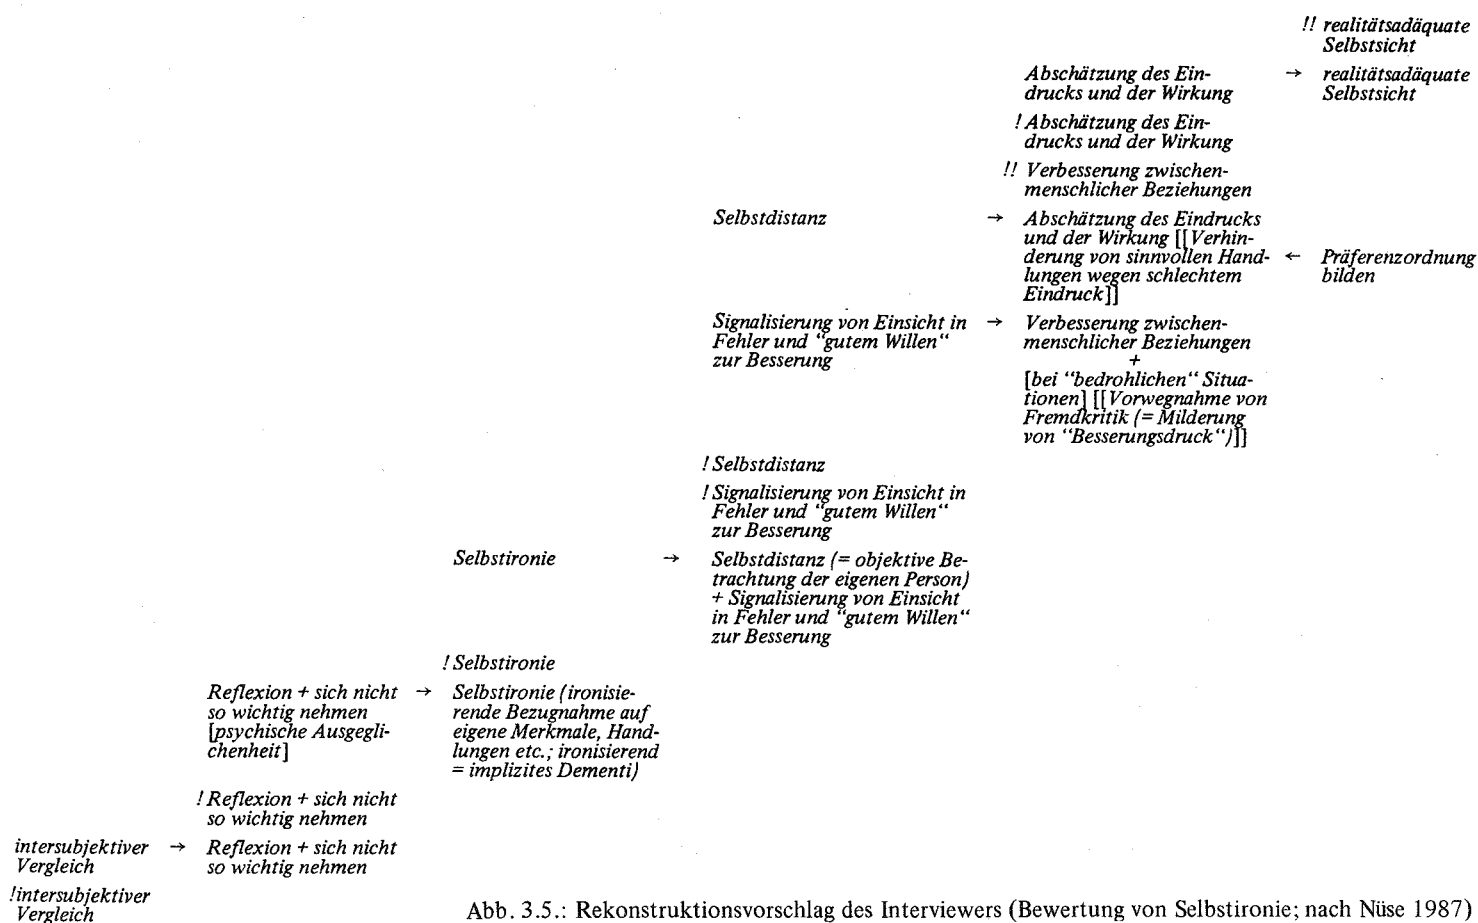 !! realitätsadäquate
Selbstsicht
Abschätzung des Ein- → realitätsadäquate
drucks und der Wirkung Selbstsicht
! Abschätzung des Ein-
drucks und der Wirkung
!! Verbesserung zwischen-
menschlicher Beziehungen
Selbstdistanz → Abschätzung des Eindrucks
und der Wirkung [[Verhin-
derung von sinnvollen Hand- ← Präferenzordnung
lungen wegen schlechtem bilden
Eindruck]]
Signalisierung von Einsicht in → Verbesserung zwischen-
Fehler und “gutem Willen“ menschlicher Beziehungen
zur Besserung +
[bei “bedrohlichen“ Situa-
tionen] [[Vorwegnahme von
Fremdkritik (= Milderung
von “Besserungsdruck“)]]
! Selbstdistanz
! Signalisierung von Einsicht in
Fehler und “gutem Willen“
zur Besserung
Selbstironie → Selbstdistanz (= objektive Be-
trachtung der eigenen Person)
+ Signalisierung von Einsicht
in Fehler und “gutem Willen“
zur Besserung
! Selbstironie
Reflexion + sich nicht → Selbstironie (ironisie-
so wichtig nehmen rende Bezugnahme auf
[psychische Ausgegli- eigene Merkmale, Hand-
chenheit] lungen etc.; ironisierend
= implizites Dementi)
! Reflexion + sich nicht
so wichtig nehmen
intersubjektiver → Reflexion + sich nicht
Vergleich so wichtig nehmen
!intersubjektiver
Vergleich
Abb. 3.5.: Rekonstruktionsvorschlag des Interviewers (Bewertung von Selbstironie; nach Nüse 1987)